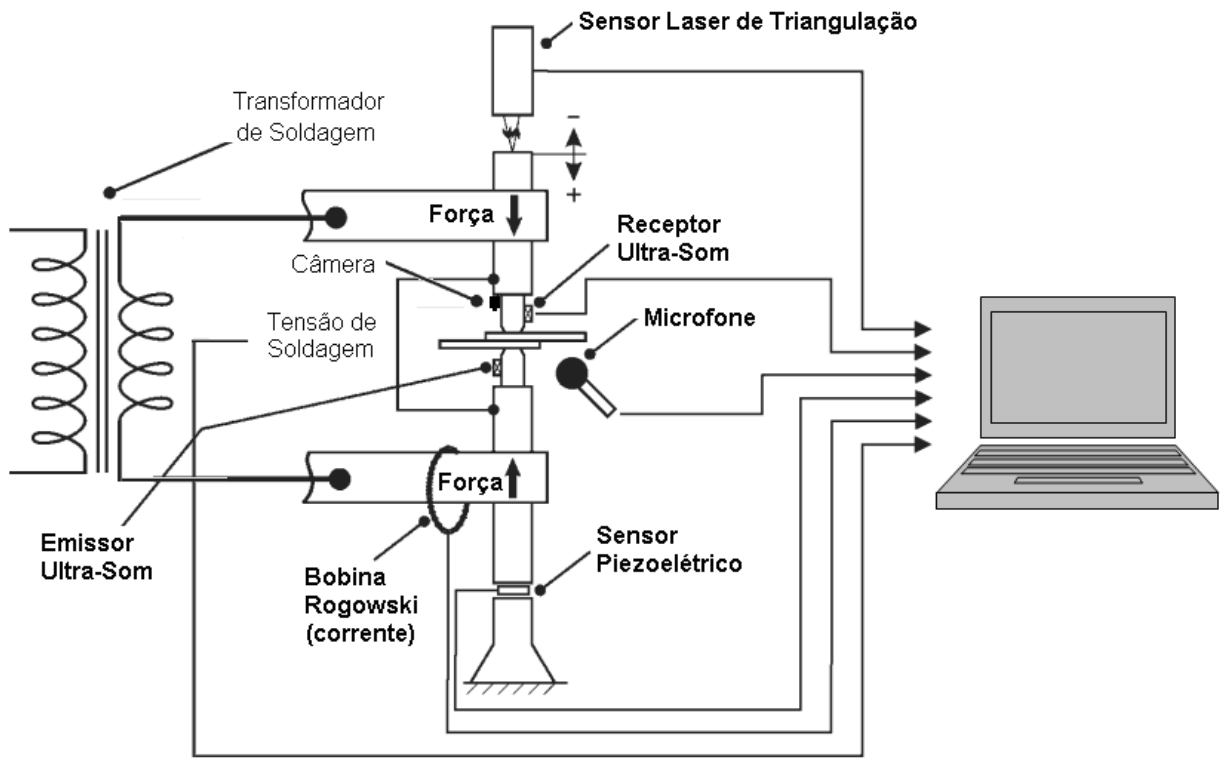 Sensor Laser de Triangulação
Transformador
de Soldagem
−
+
Força
Receptor
Ultra-Som
Câmera
Microfone
Tensão de
Soldagem
Força
Emissor
Ultra-Som
Bobina
Rogowski
(corrente)
Sensor
Piezoelétrico